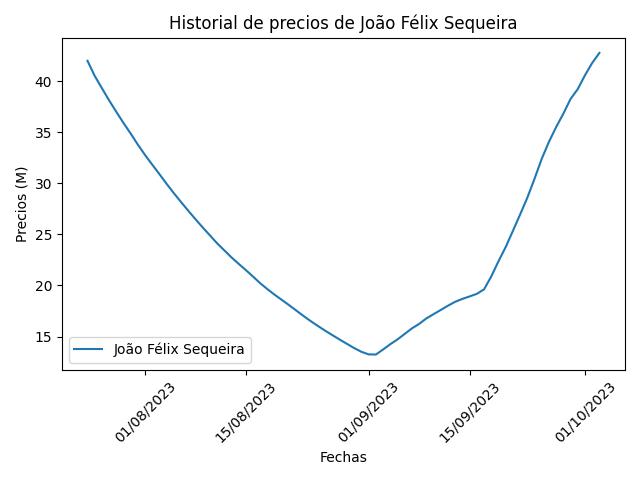 Historial de precios de João Félix Sequeira
Precios (M)
40
35
30
25
20
15
João Félix Sequeira
01/08/2023
15/08/2023
01/09/2023
15/09/2023
01/10/2023
Fechas